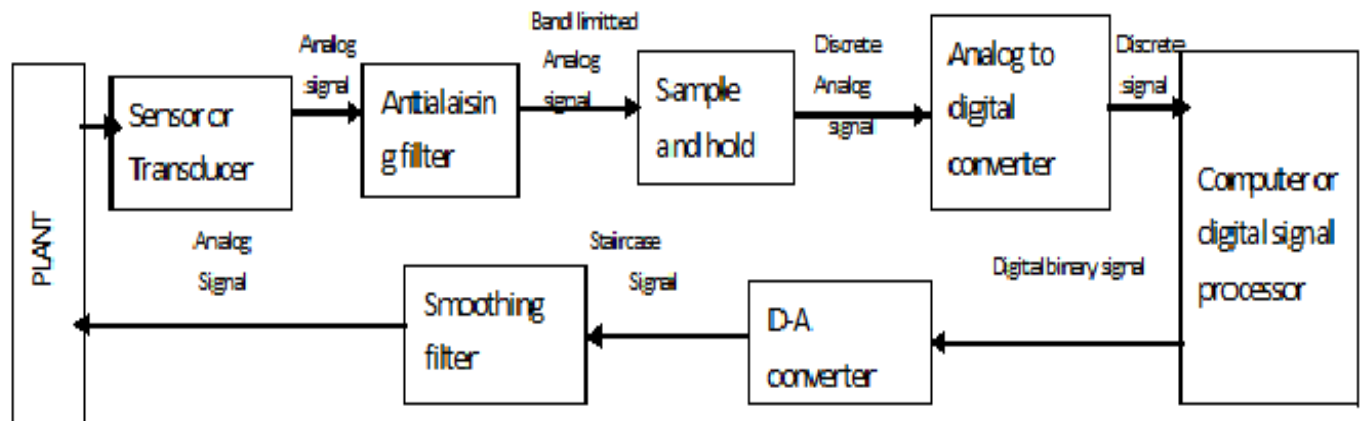 PLANT
Sensor or
Transducer
Analog
signal
Antialaisin
g filter
Band limitted
Analog
signal
Sample
and hold
Discrete
Analog
signal
Analog to
digital
converter
Discrete
signal
Computer or
digital signal
processor
Digital binary signal
D-A
converter
Staircase
Signal
Smoothing
filter
Analog
Signal